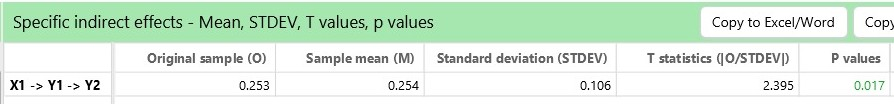 Specific indirect effects - Mean, STDEV, T values, p values Copy to Excel/Word Copy
Original sample (O) Sample mean (M) Standard deviation (STDEV) T statistics (|O/STDEV|) P values
X1 -> Y1 -> Y2 0.253 0.254 0.106 2.395 0.017